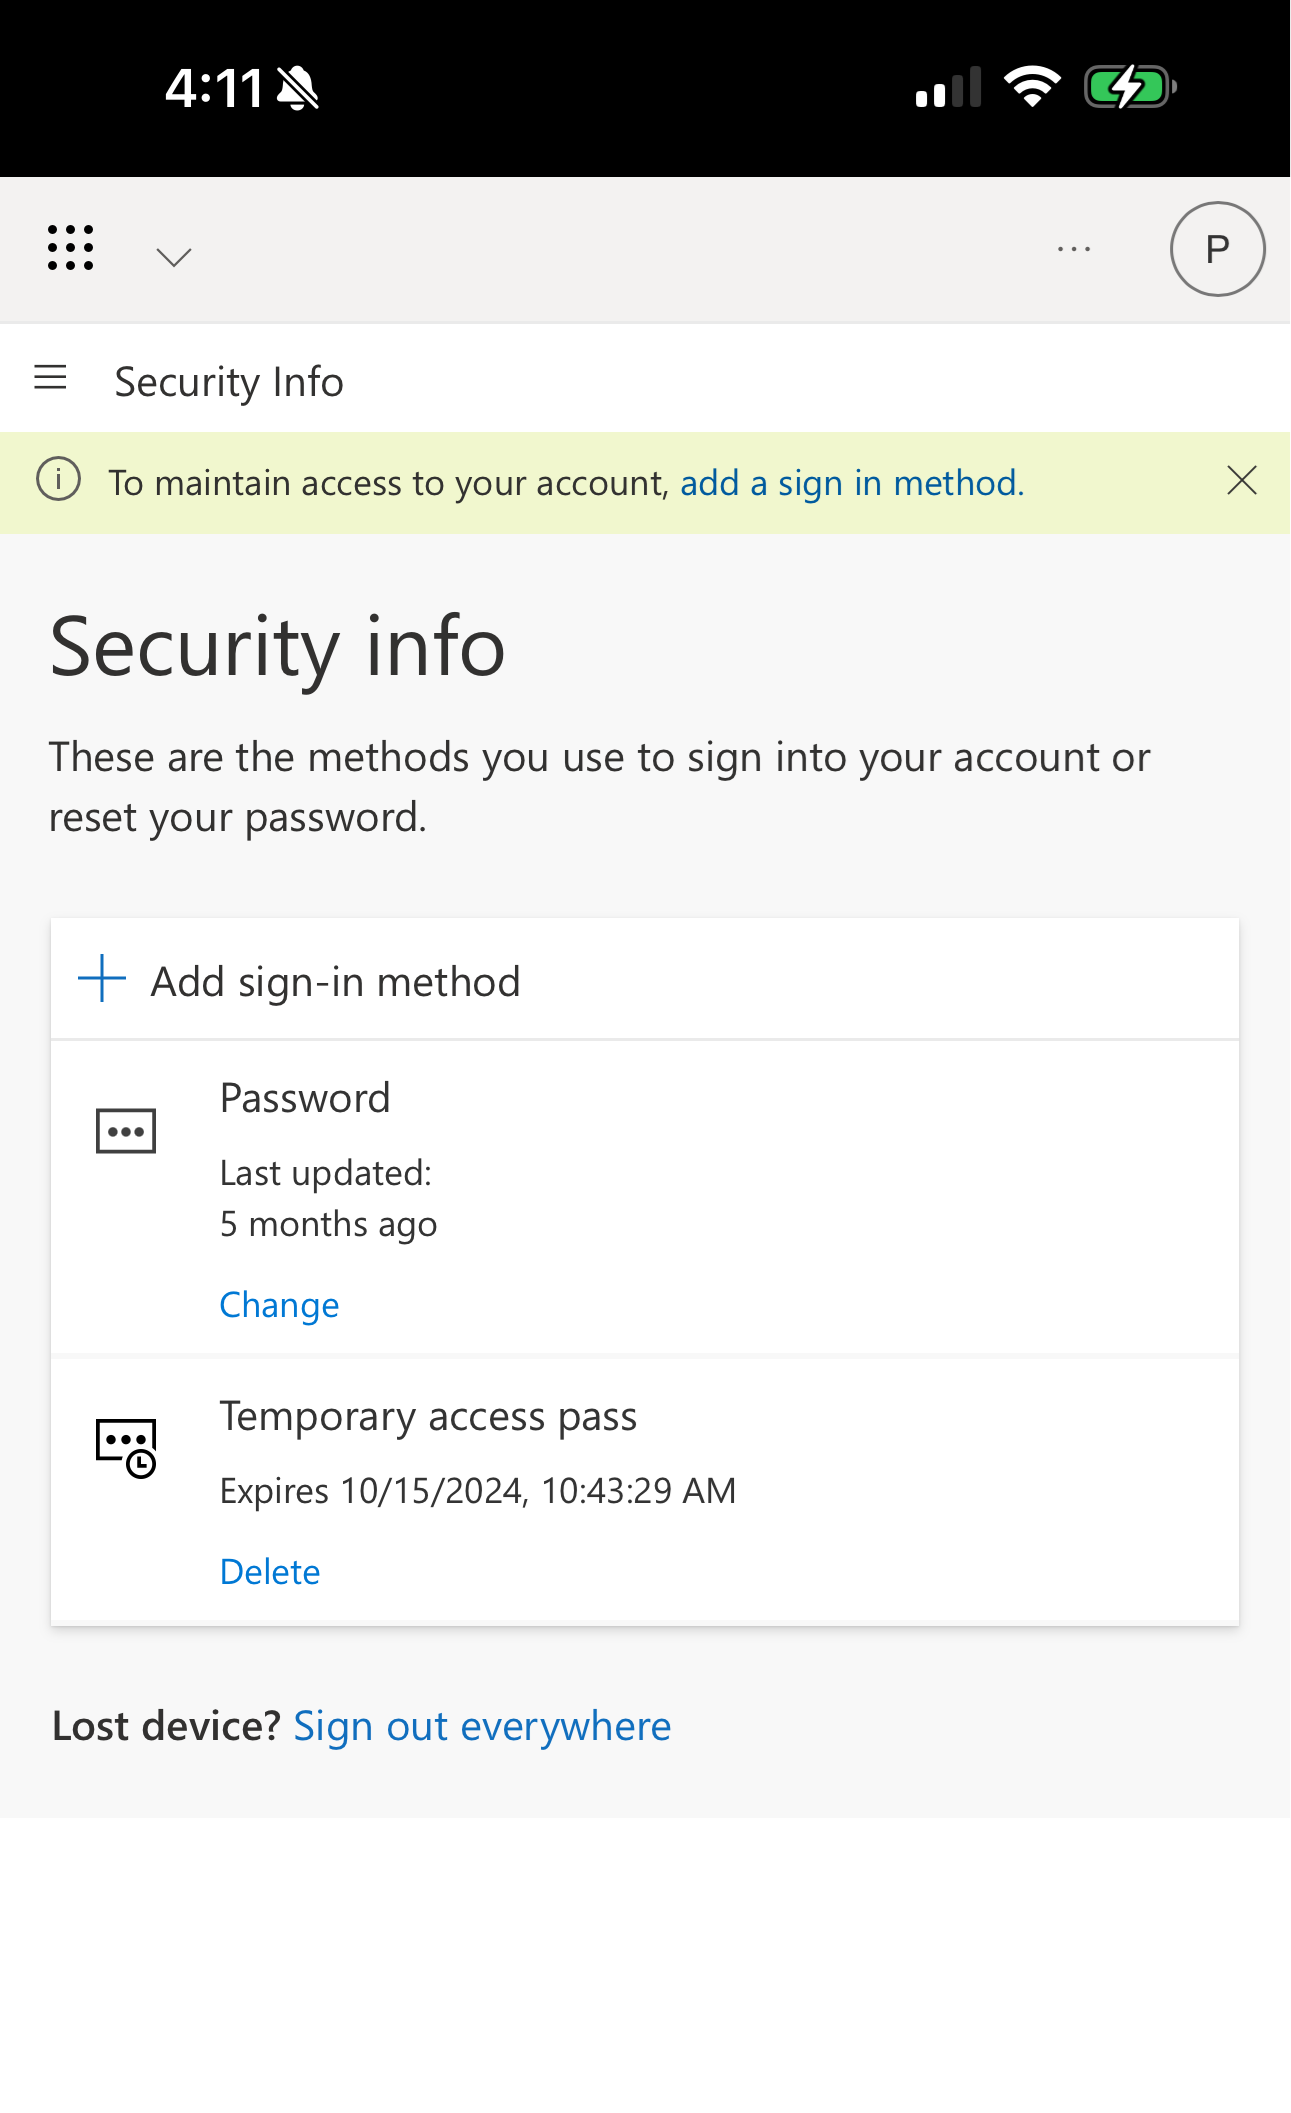 4:11
P
Security Info
To maintain access to your account, add a sign in method.
Security info
These are the methods you use to sign into your account or
reset your password.
Add sign-in method
Password
Last updated:
5 months ago
Change
Temporary access pass
Expires 10/15/2024, 10:43:29 AM
Delete
Lost device? Sign out everywhere